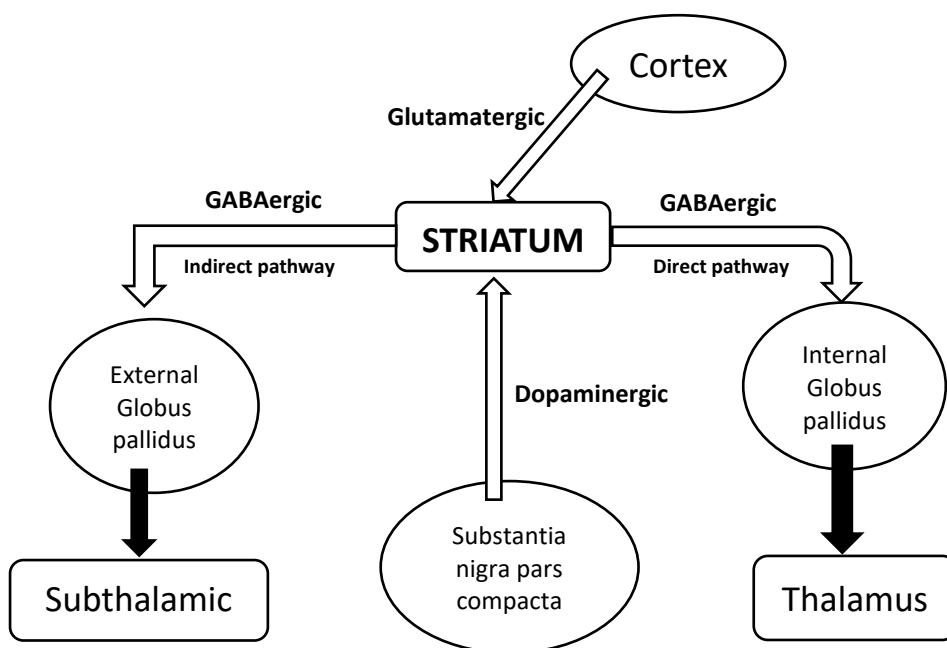 Cortex
Glutamatergic
GABAergic
GABAergic
STRIATUM
Indirect pathway
Direct pathway
External
Globus
pallidus
Internal
Globus
pallidus
Dopaminergic
Substantia
nigra pars
compacta
Subthalamic
Thalamus